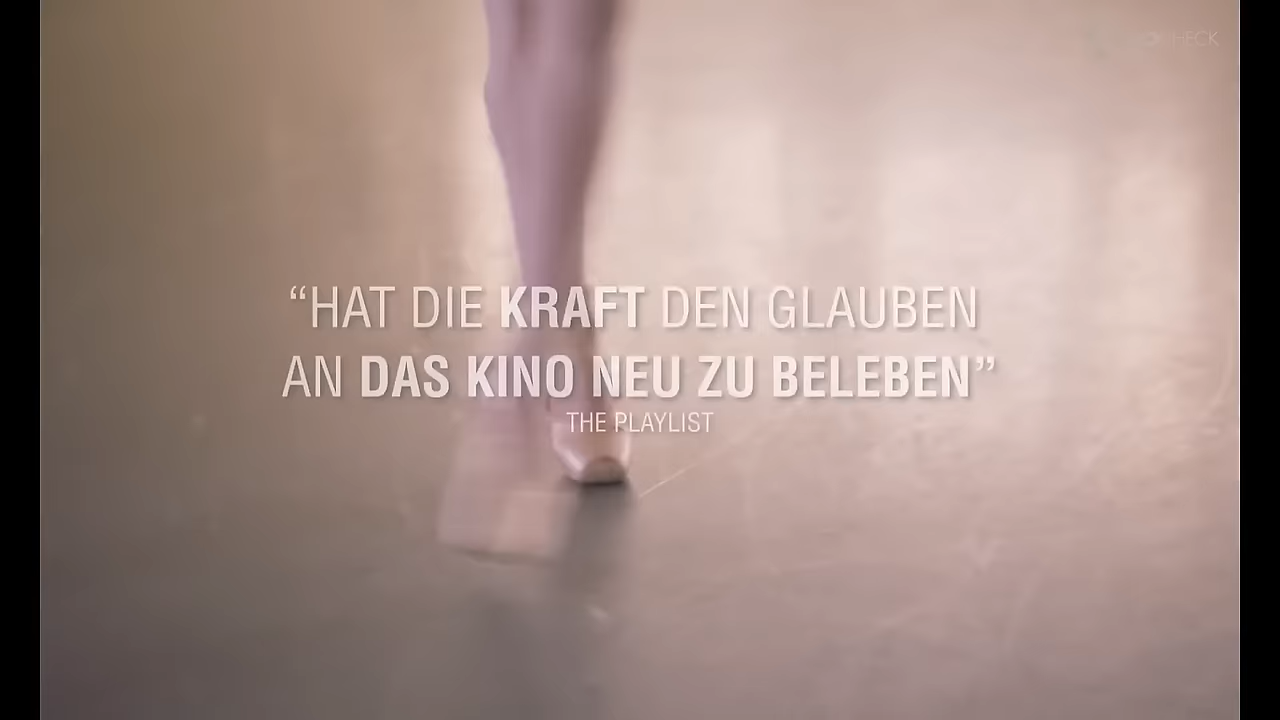 “HAT DIE KRAFT DEN GLAUBEN
AN DAS KINO NEU ZU BELEBEN”
THE PLAYLIST